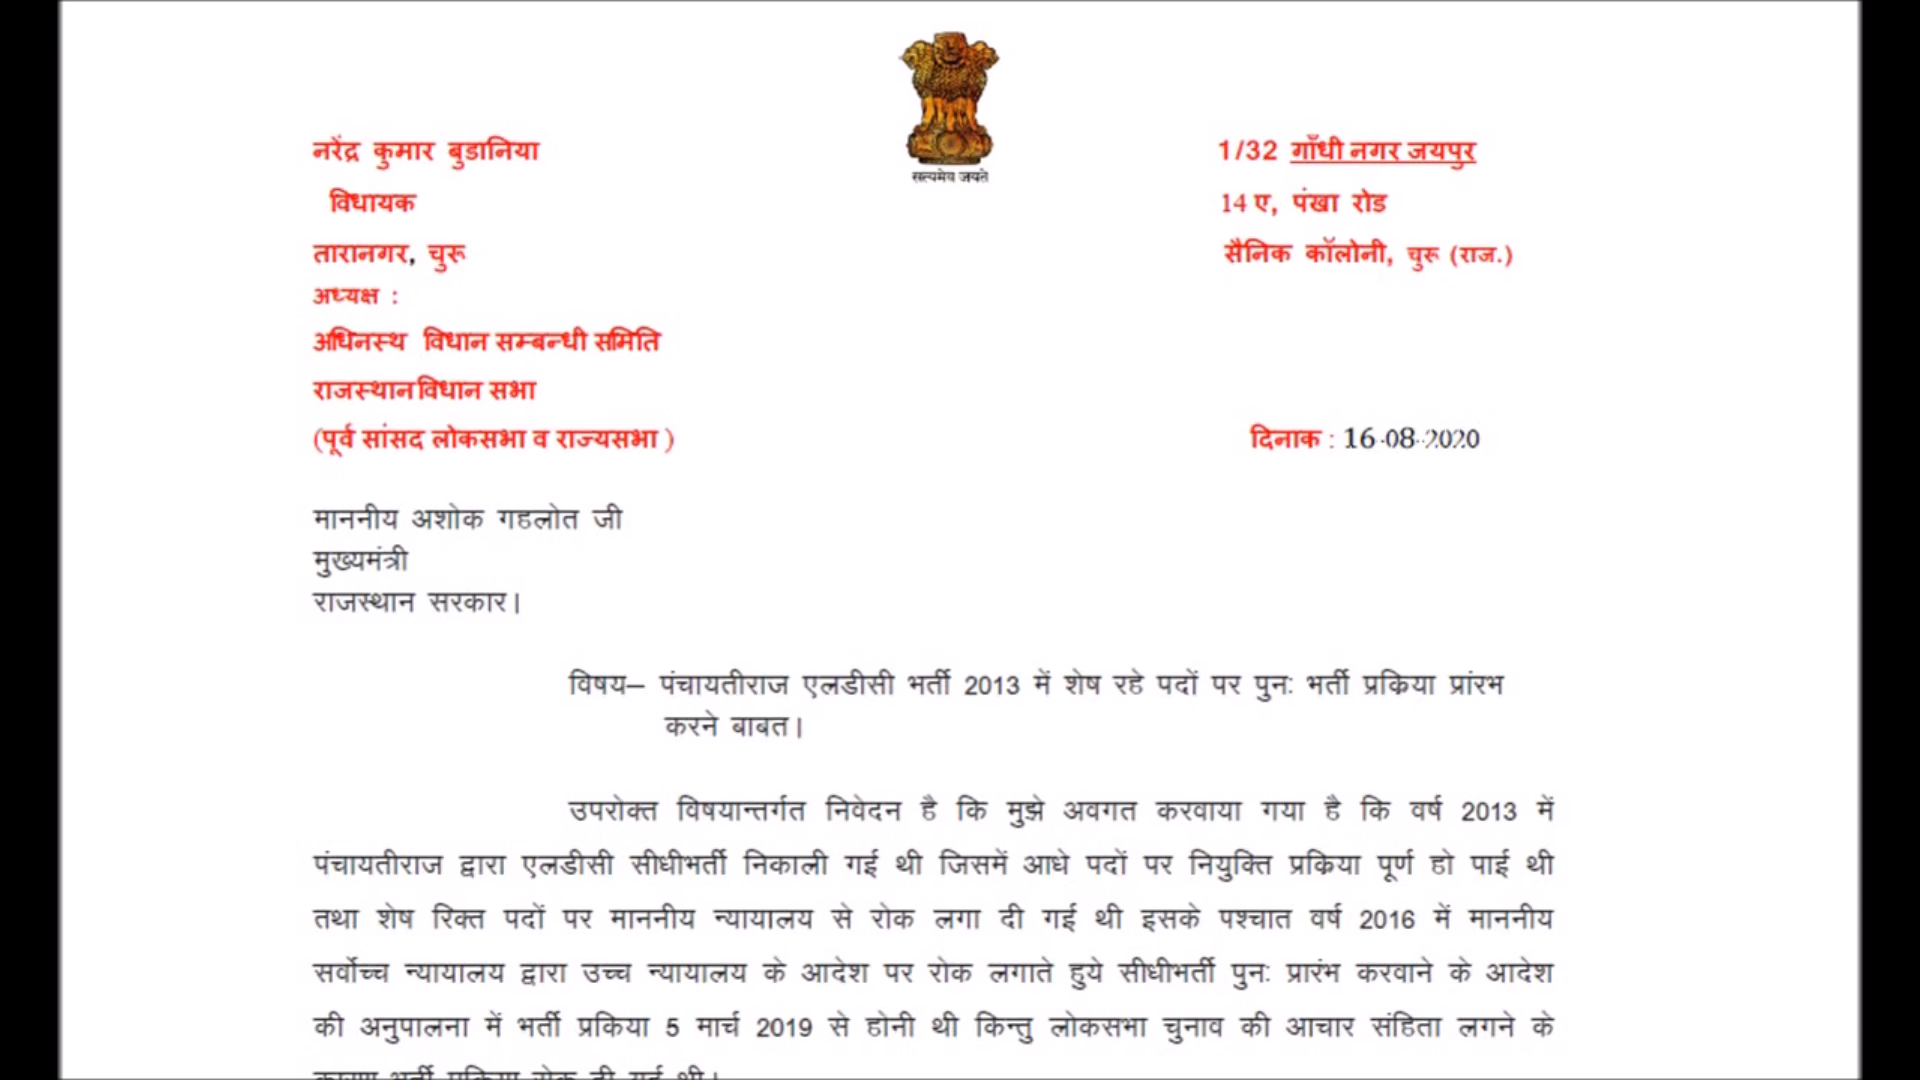 सत्यमेव जयते
नरेंद्र कुमार बुडानिया
विधायक
तारानगर, चुरू
अध्यक्ष :
अधिनस्थ विधान सम्बन्धी समिति
राजस्थान विधान सभा
(पूर्व सांसद लोकसभा व राज्यसभा )
1/32 गाँधी नगर जयपुर
14 ए, पंखा रोड
सैनिक कॉलोनी, चुरू (राज.)
दिनाक : 16-08-2020
माननीय अशोक गहलोत जी
मुख्यमंत्री
राजस्थान सरकार।
विषय– पंचायतीराज एलडीसी भर्ती 2013 में शेष रहे पदों पर पुनः भर्ती प्रकिया प्रांरभ
करने बाबत।
उपरोक्त विषयान्तर्गत निवेदन है कि मुझे अवगत करवाया गया है कि वर्ष 2013 में
पंचायतीराज द्वारा एलडीसी सीधीभर्ती निकाली गई थी जिसमें आधे पदों पर नियुक्ति प्रकिया पूर्ण हो पाई थी
तथा शेष रिक्त पदों पर माननीय न्यायालय से रोक लगा दी गई थी इसके पश्चात वर्ष 2016 में माननीय
सर्वोच्च न्यायालय द्वारा उच्च न्यायालय के आदेश पर रोक लगाते हुये सीधीभर्ती पुनः प्रारंभ करवाने के आदेश
की अनुपालना में भर्ती प्रकिया 5 मार्च 2019 से होनी थी किन्तु लोकसभा चुनाव की आचार संहिता लगने के
कारण भर्ती प्रकिया रोक दी गई थी।